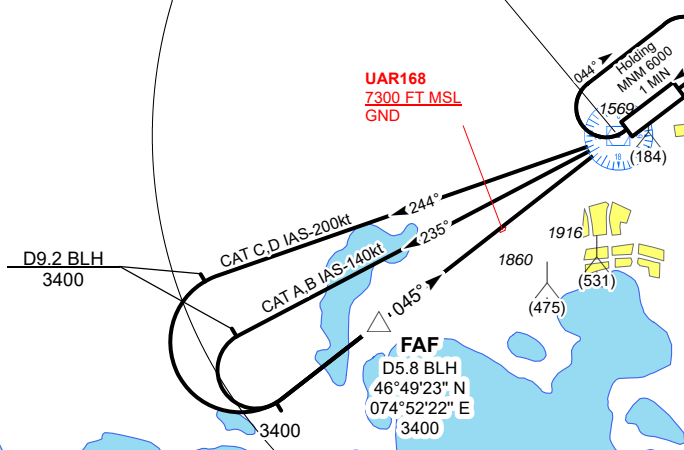 044°
Holding
MNM 6000
1 MIN
UAR168
7300 FT MSL
GND
1569
18
(184)
244°
CAT C,D IAS-200kt
235°
CAT A,B IAS-140kt
D9.2 BLH
3400
1916
1860
(531)
(475)
045°
FAF
D5.8 BLH
46°49'23" N
074°52'22" E
3400
3400